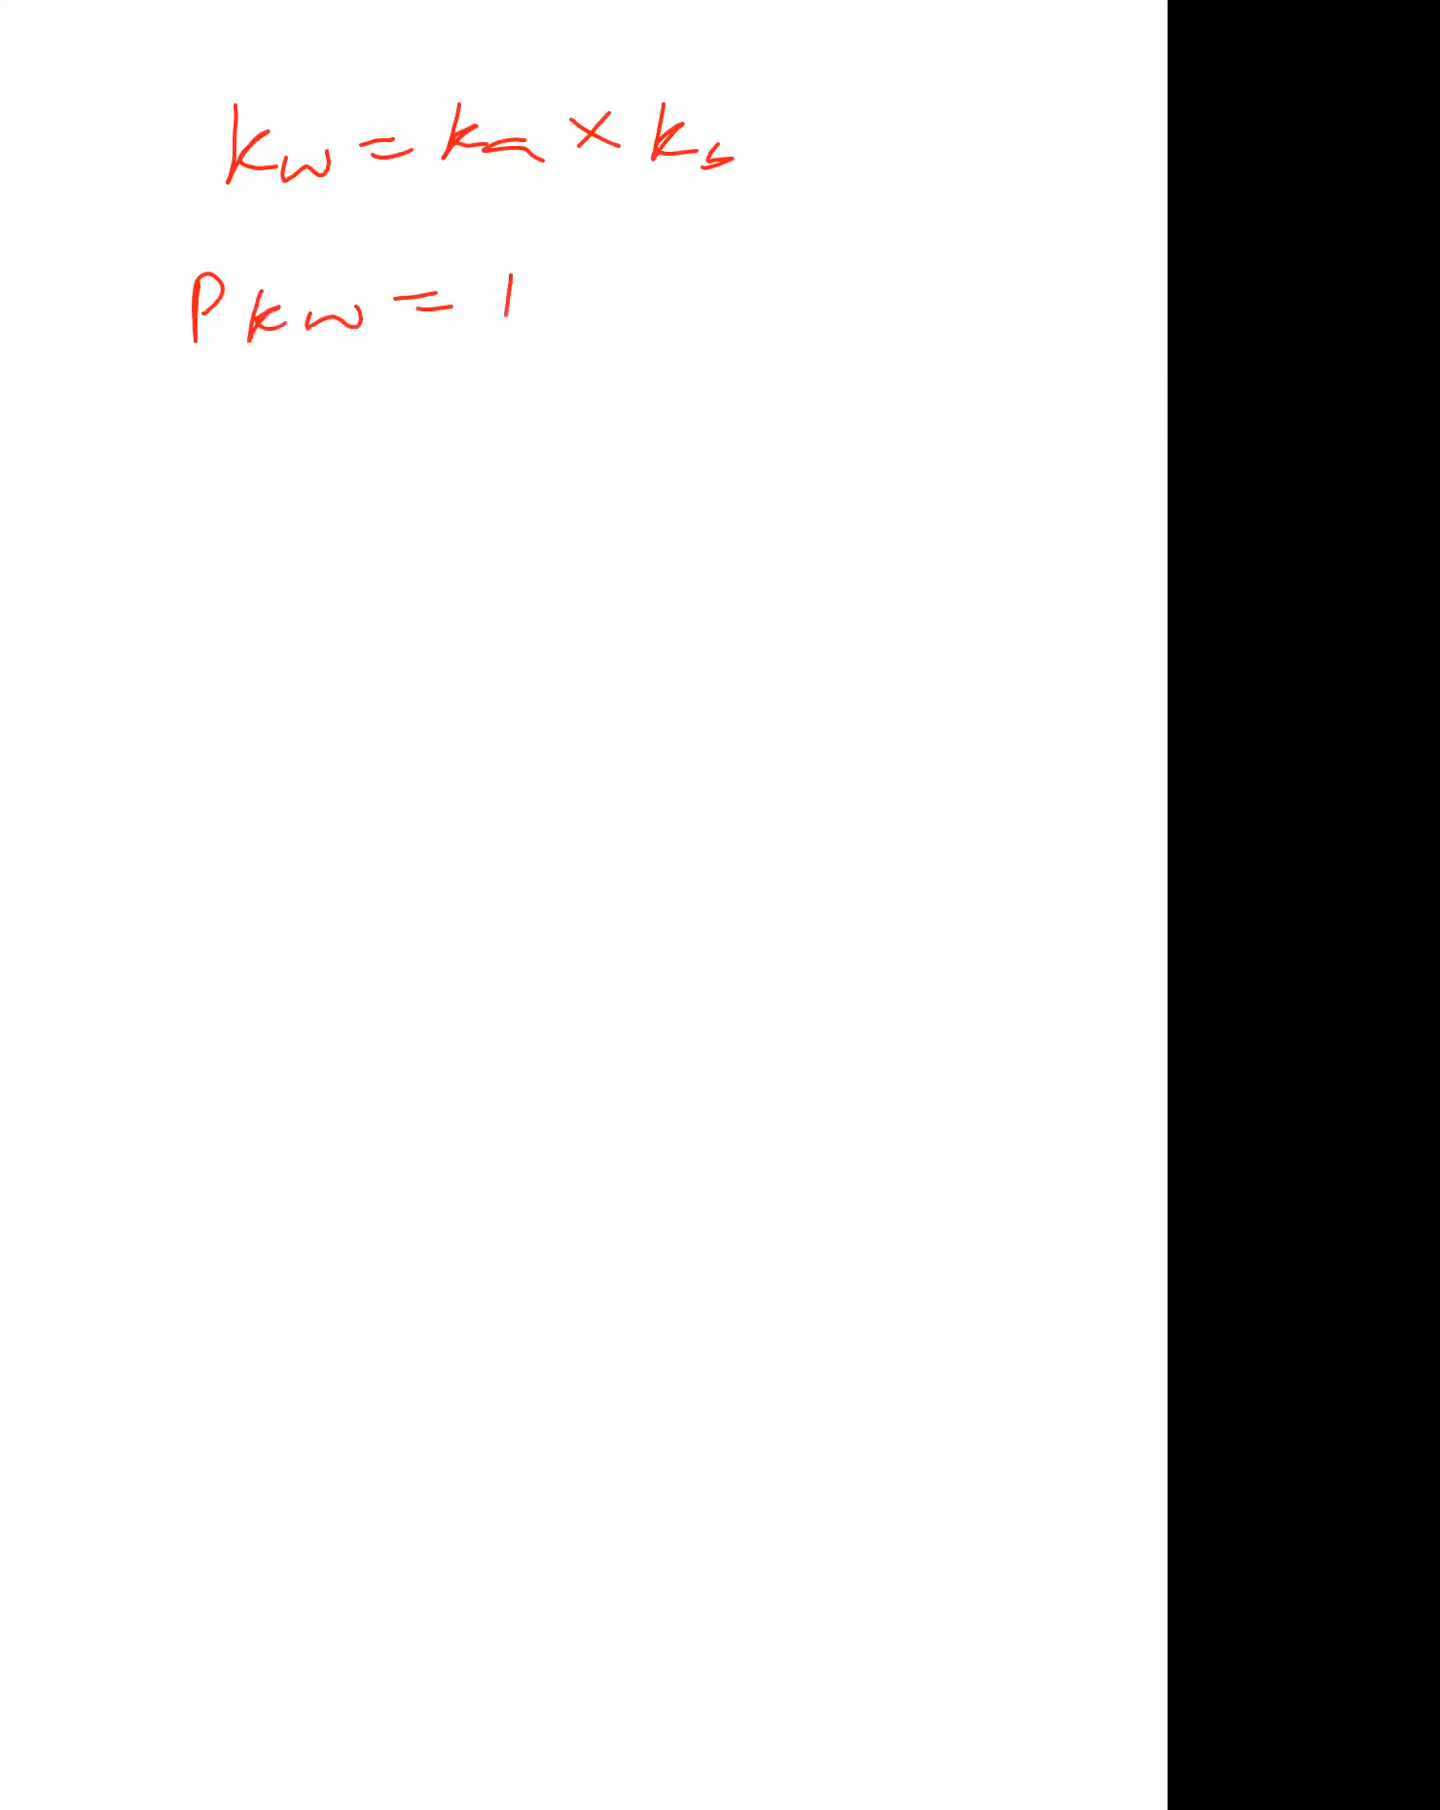 kw = ka × kb
Pkw = 1